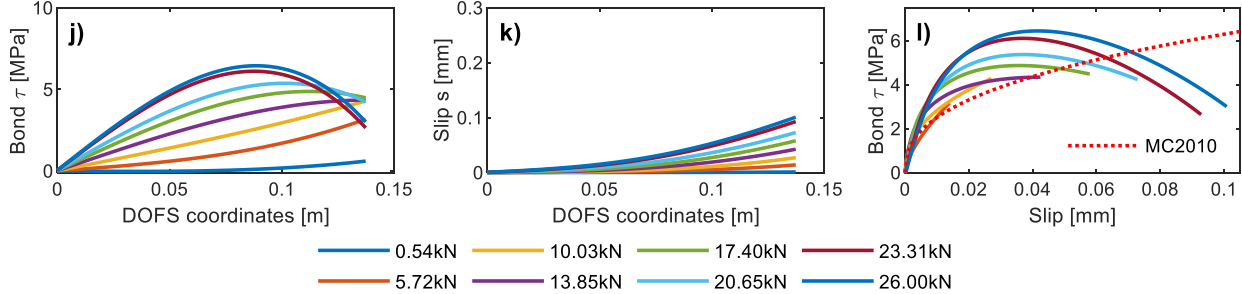 j)
10
5
0
Bond τ [MPa]
0 0.05 0.1 0.15
DOFS coordinates [m]
k)
0.3
0.2
0.1
0
Slip s [mm]
0 0.05 0.1 0.15
DOFS coordinates [m]
l)
6
4
2
0
Bond τ [MPa]
MC2010
0 0.02 0.04 0.06 0.08 0.1
Slip [mm]
0.54kN 10.03kN 17.40kN 23.31kN
5.72kN 13.85kN 20.65kN 26.00kN